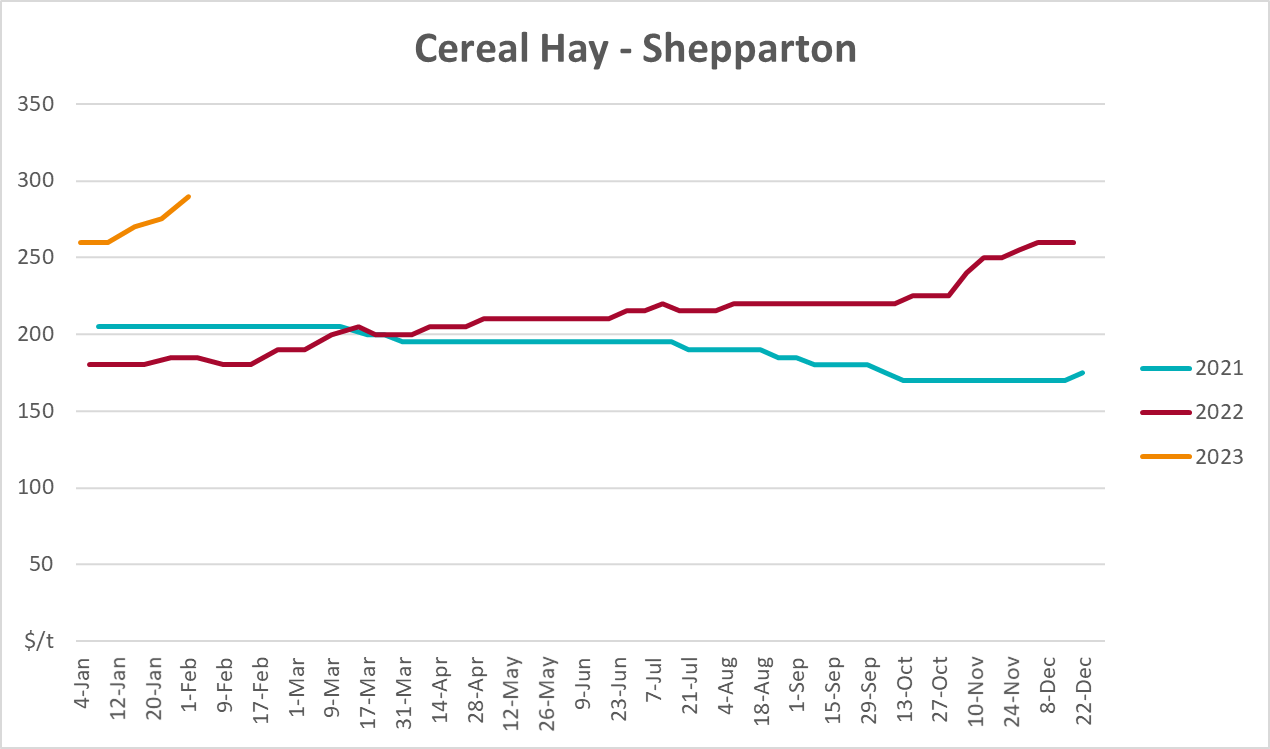 Cereal Hay - Shepparton
350
300
250
200
150
100
50
$/t
4-Jan
12-Jan
20-Jan
1-Feb
9-Feb
17-Feb
1-Mar
9-Mar
17-Mar
31-Mar
14-Apr
28-Apr
12-May
26-May
9-Jun
23-Jun
7-Jul
21-Jul
4-Aug
18-Aug
1-Sep
15-Sep
29-Sep
13-Oct
27-Oct
10-Nov
24-Nov
8-Dec
22-Dec
2021
2022
2023